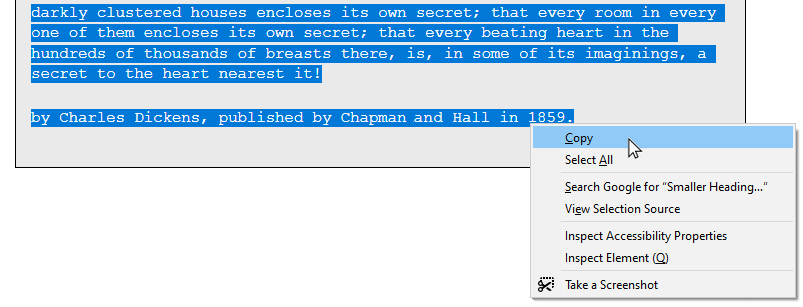 darkly clustered houses encloses its own secret; that every room in every
one of them encloses its own secret; that every beating heart in the
hundreds of thousands of breasts there, is, in some of its imaginings, a
secret to the heart nearest it!
by Charles Dickens, published by Chapman and Hall in 1859.
Copy
Select All
Search Google for “Smaller Heading...”
View Selection Source
Inspect Accessibility Properties
Inspect Element (Q)
Take a Screenshot